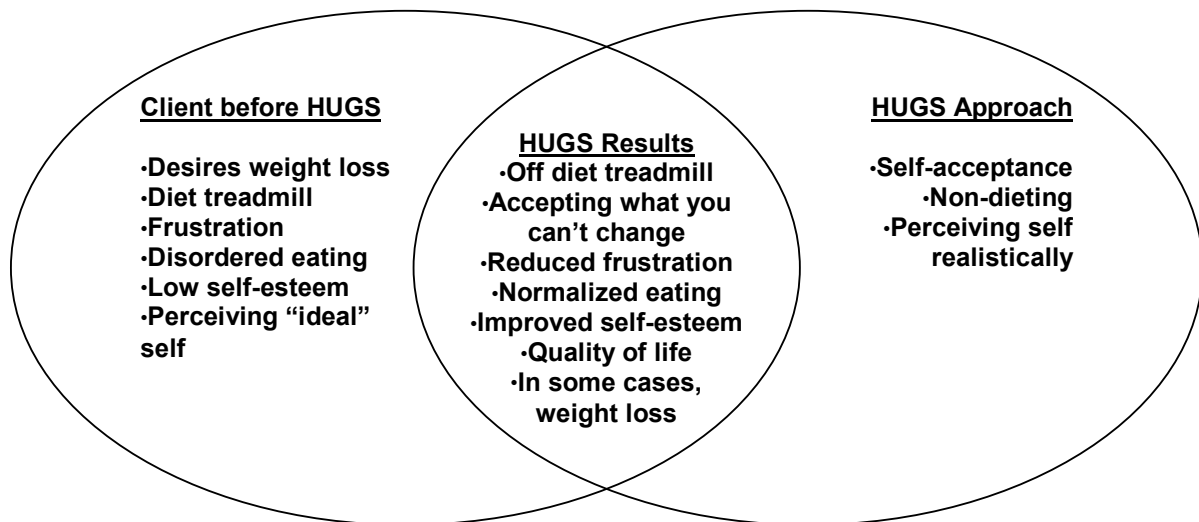 Client before HUGS
•Desires weight loss
•Diet treadmill
•Frustration
•Disordered eating
•Low self-esteem
•Perceiving “ideal”
self
HUGS Results
•Off diet treadmill
•Accepting what you
can’t change
•Reduced frustration
•Normalized eating
•Improved self-esteem
•Quality of life
•In some cases,
weight loss
HUGS Approach
•Self-acceptance
•Non-dieting
•Perceiving self
realistically